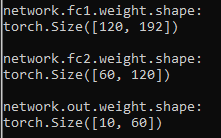 network.fc1.weight.shape:
torch.Size([120, 192])
network.fc2.weight.shape:
torch.Size([60, 120])
network.out.weight.shape:
torch.Size([10, 60])